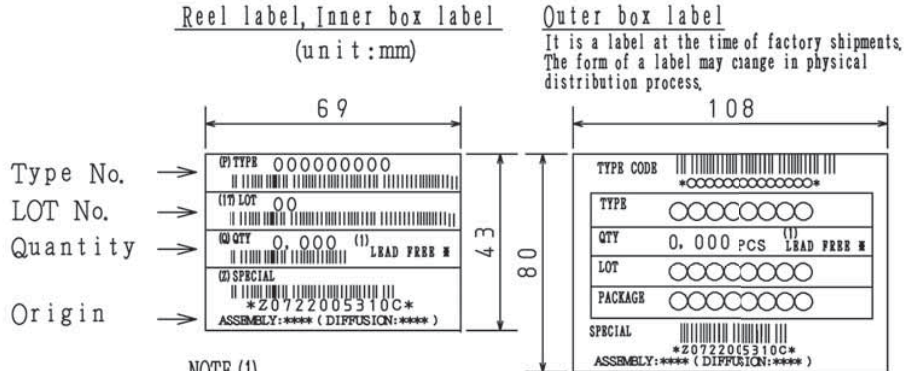 Reel label, Inner box label
(unit:mm)
Outer box label
It is a label at the time of factory shipments.
The form of a label may cange in physical
distribution process.
69
108
Type No.
LOT No.
Quantity
Origin
(P) TYPE 000000000
(1T) LOT 00
(Q) QTY 0,000 (1) LEAD FREE *
(Z) SPECIAL
*Z0722005310C*
ASSEMBLY:**** (DIFFUSION:****)
43
80
TYPE CODE
*OOOOOOOOOOOOOOO*
TYPE OOOOOOOO
QTY 0,000 PCS (1) LEAD FREE *
LOT OOOOOOOO
PACKAGE OOOOOOOO
SPECIAL
*Z0722005310C*
ASSEMBLY:**** (DIFFUSION:****)
NOTE (1)